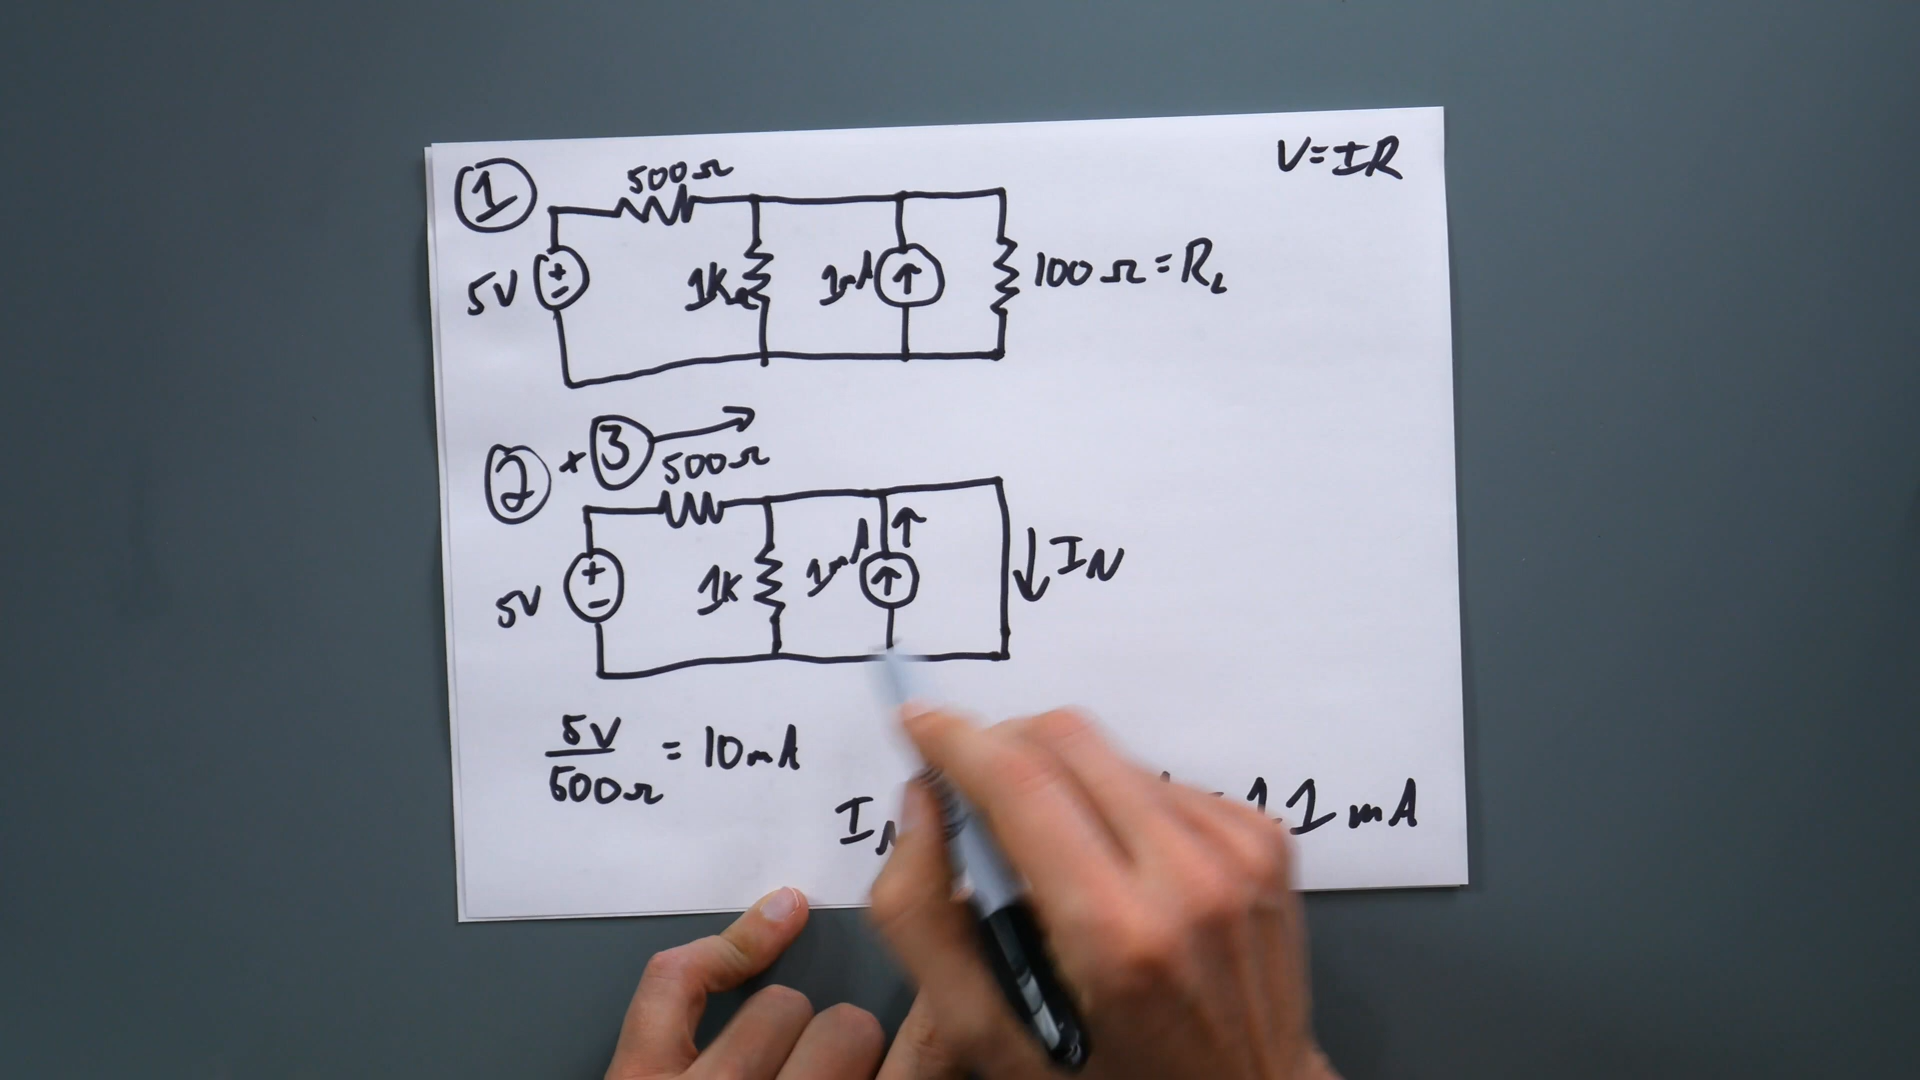 V=IR
1
500Ω
5V
1K
1mA
100Ω=RL
2 + 3 →
500Ω
5V
1K
1mA
↑
↓ IN
5V
500Ω
= 10mA
I
11 mA